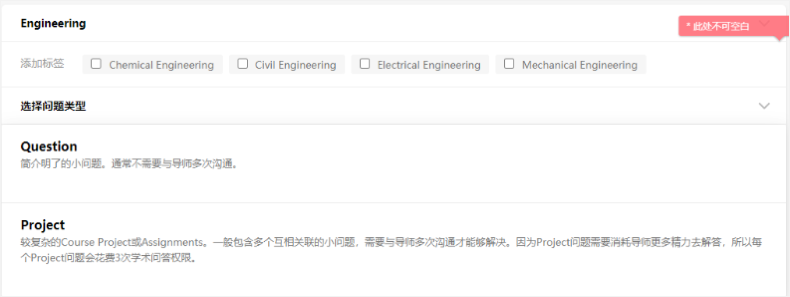 Engineering
* 此处不可空白
添加标签 Chemical Engineering Civil Engineering Electrical Engineering Mechanical Engineering
选择问题类型
Question
简介明了的小问题。通常不需要与导师多次沟通。
Project
较复杂的Course Project或Assignments。一般包含多个互相关联的小问题，需要与导师多次沟通才能够解决。因为Project问题需要消耗导师更多精力去解答，所以每
个Project问题会花费3次学术问答权限。